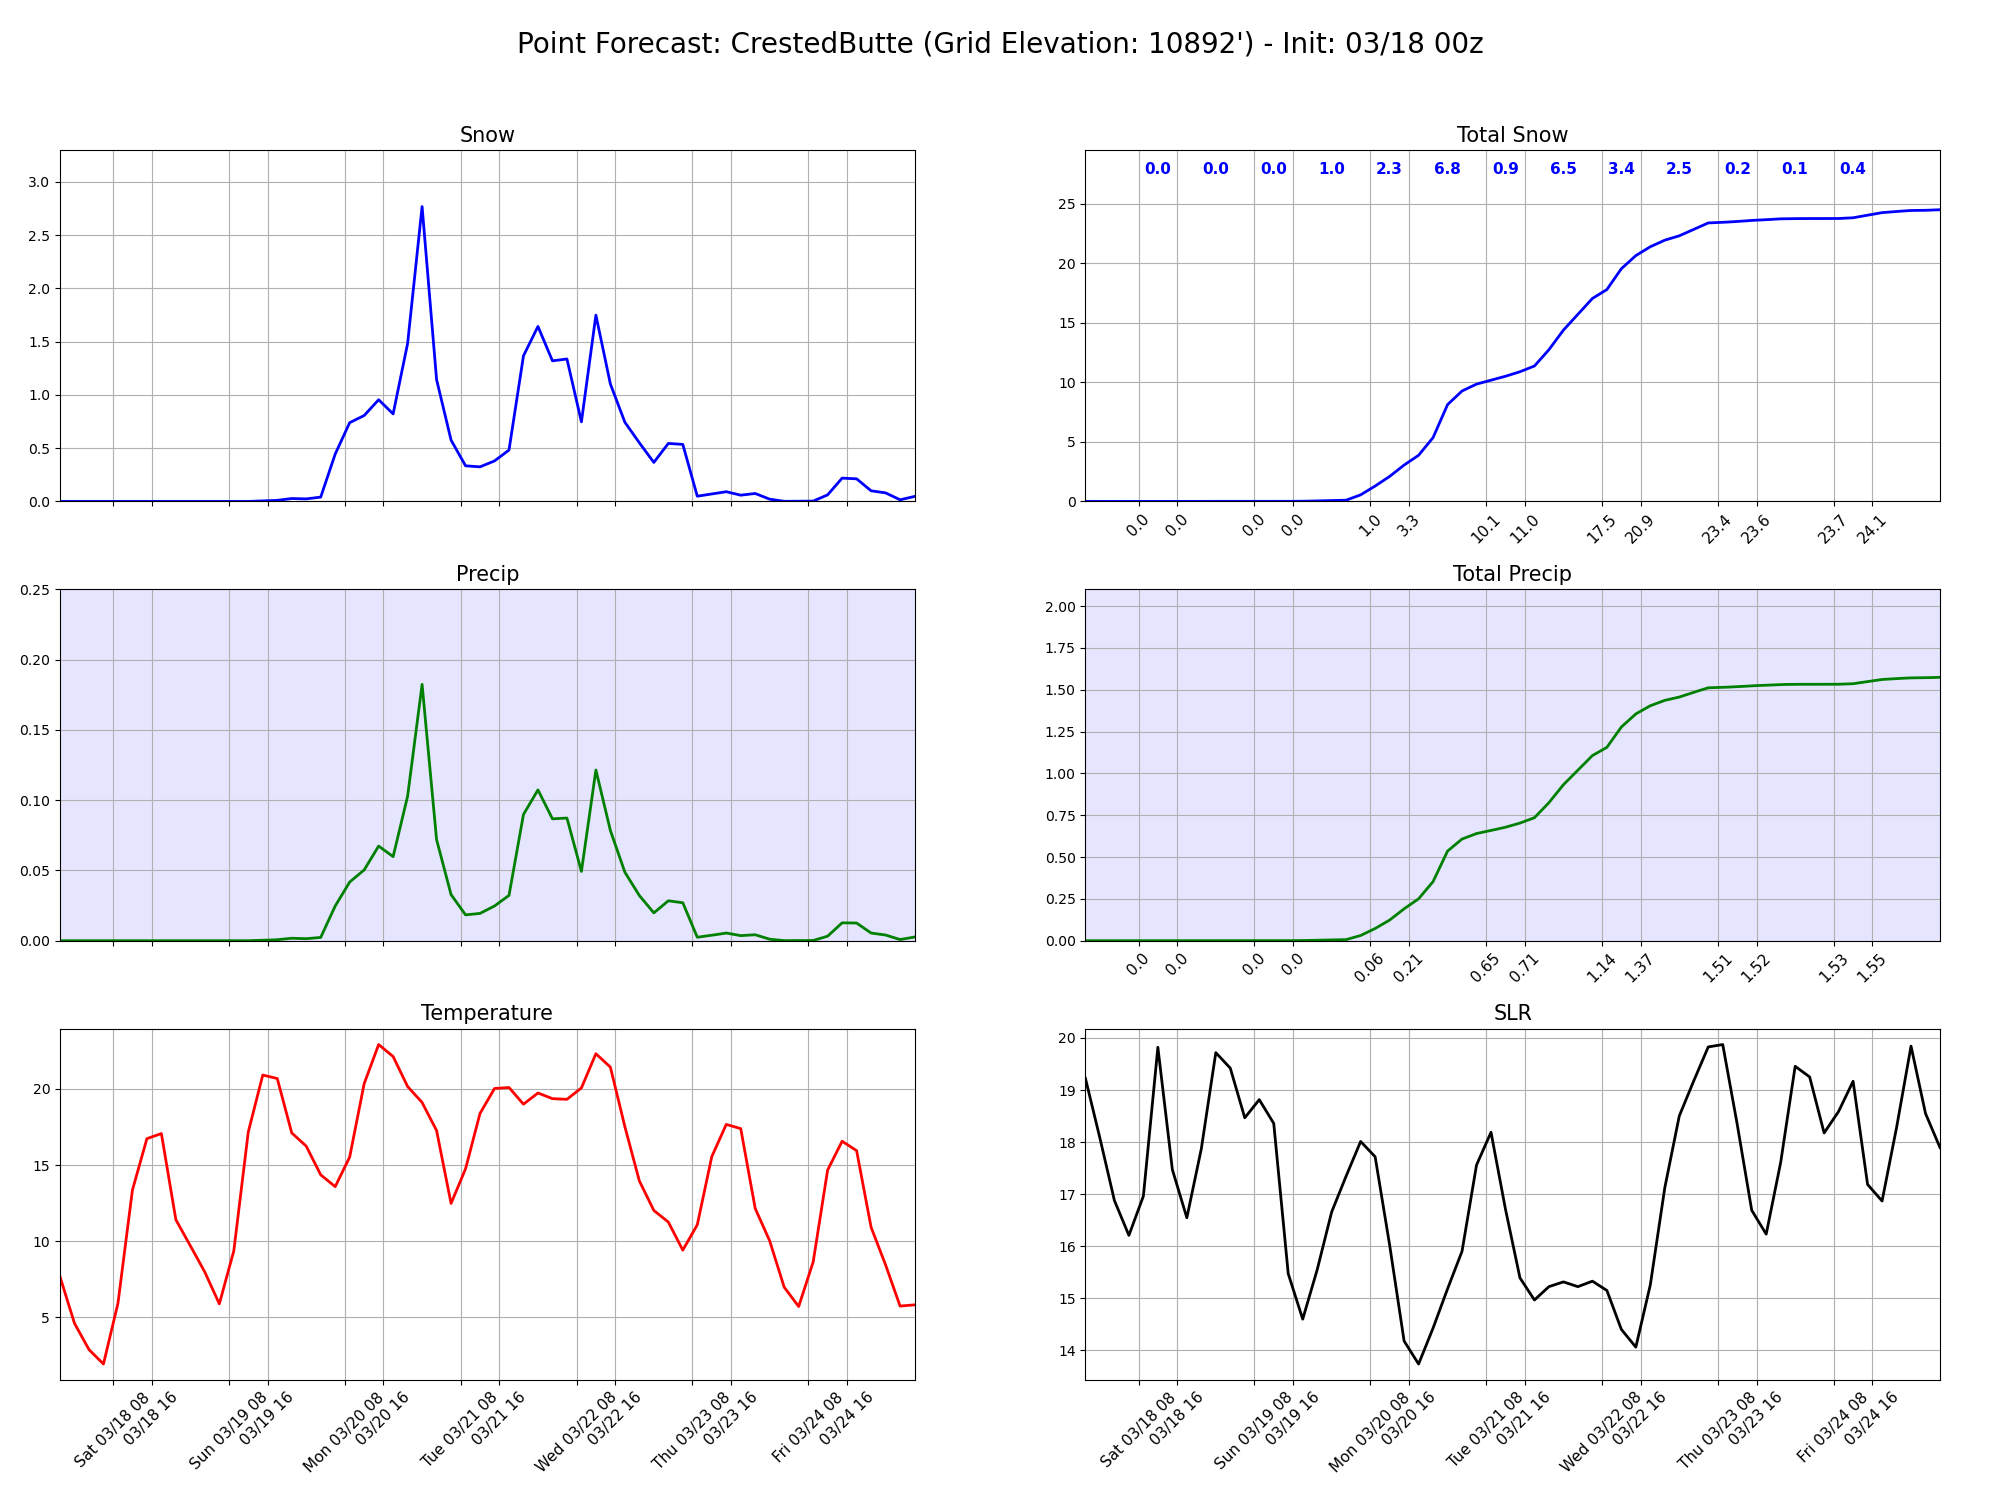 Point Forecast: CrestedButte (Grid Elevation: 10892') - Init: 03/18 00z
Snow
3.0
2.5
2.0
1.5
1.0
0.5
0.0
Total Snow
0.0 0.0 0.0 1.0 2.3 6.8 0.9 6.5 3.4 2.5 0.2 0.1 0.4
25
20
15
10
5
0
0.0 0.0 0.0 0.0 1.0 3.3 10.1 11.0 17.5 20.9 23.4 23.6 23.7 24.1
Precip
0.25
0.20
0.15
0.10
0.05
0.00
Total Precip
2.00
1.75
1.50
1.25
1.00
0.75
0.50
0.25
0.00
0.0 0.0 0.0 0.0 0.06 0.21 0.65 0.71 1.14 1.37 1.51 1.52 1.53 1.55
Temperature
20
15
10
5
Sat 03/18 08
03/18 16
Sun 03/19 08
03/19 16
Mon 03/20 08
03/20 16
Tue 03/21 08
03/21 16
Wed 03/22 08
03/22 16
Thu 03/23 08
03/23 16
Fri 03/24 08
03/24 16
SLR
20
19
18
17
16
15
14
Sat 03/18 08
03/18 16
Sun 03/19 08
03/19 16
Mon 03/20 08
03/20 16
Tue 03/21 08
03/21 16
Wed 03/22 08
03/22 16
Thu 03/23 08
03/23 16
Fri 03/24 08
03/24 16